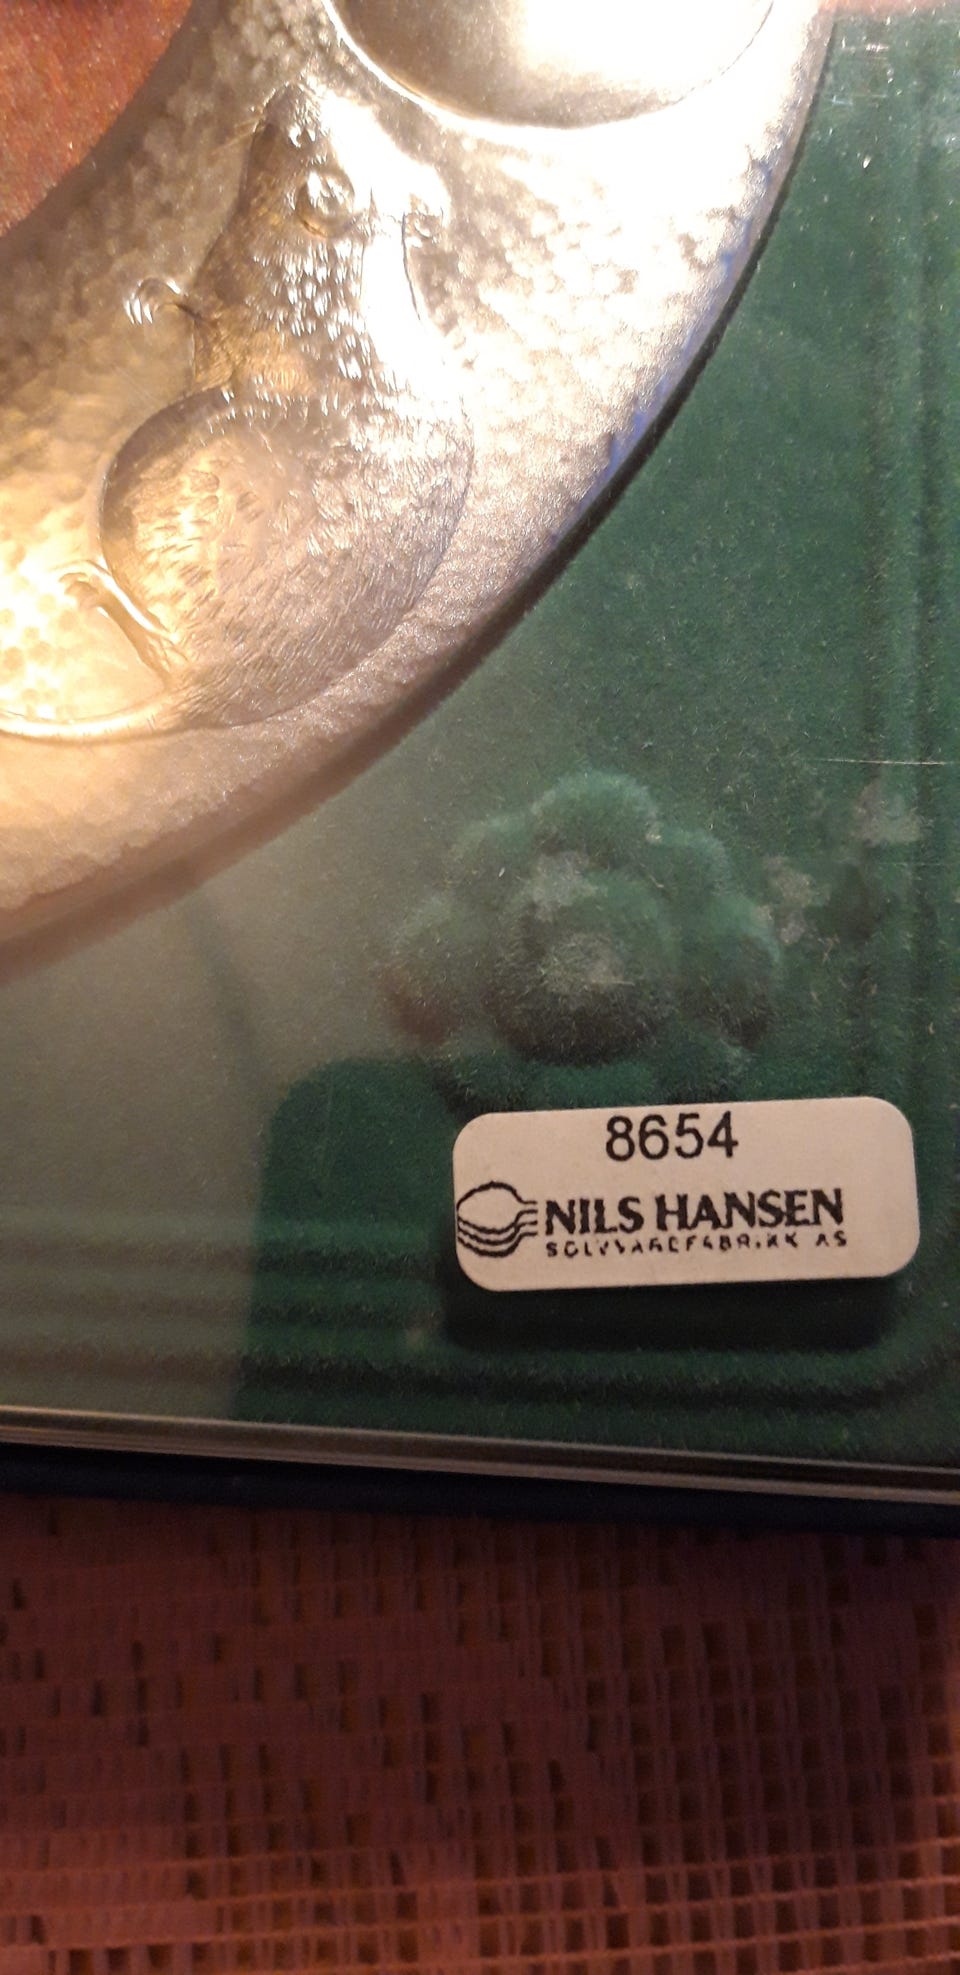 8654
NILS HANSEN
SØLVVAREFABRIKK AS